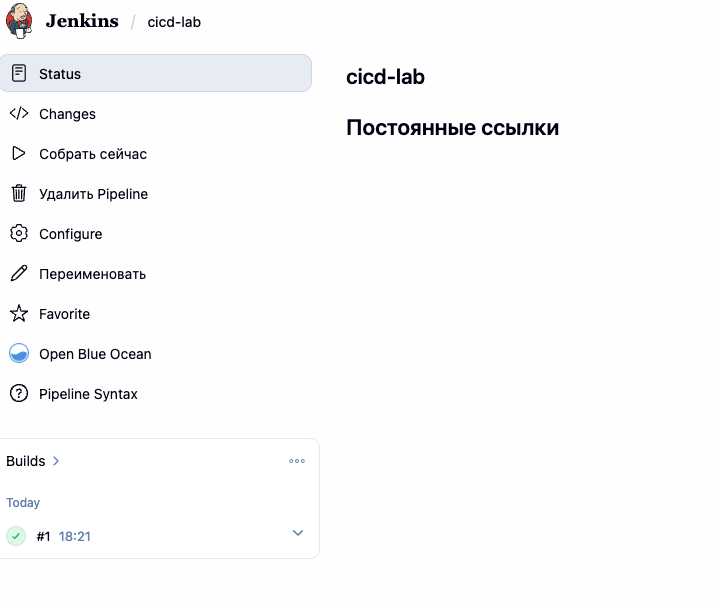 Jenkins / cicd-lab
Status
Changes
Собрать сейчас
Удалить Pipeline
Configure
Переименовать
Favorite
Open Blue Ocean
Pipeline Syntax
Builds
Today
#1 18:21
cicd-lab
Постоянные ссылки